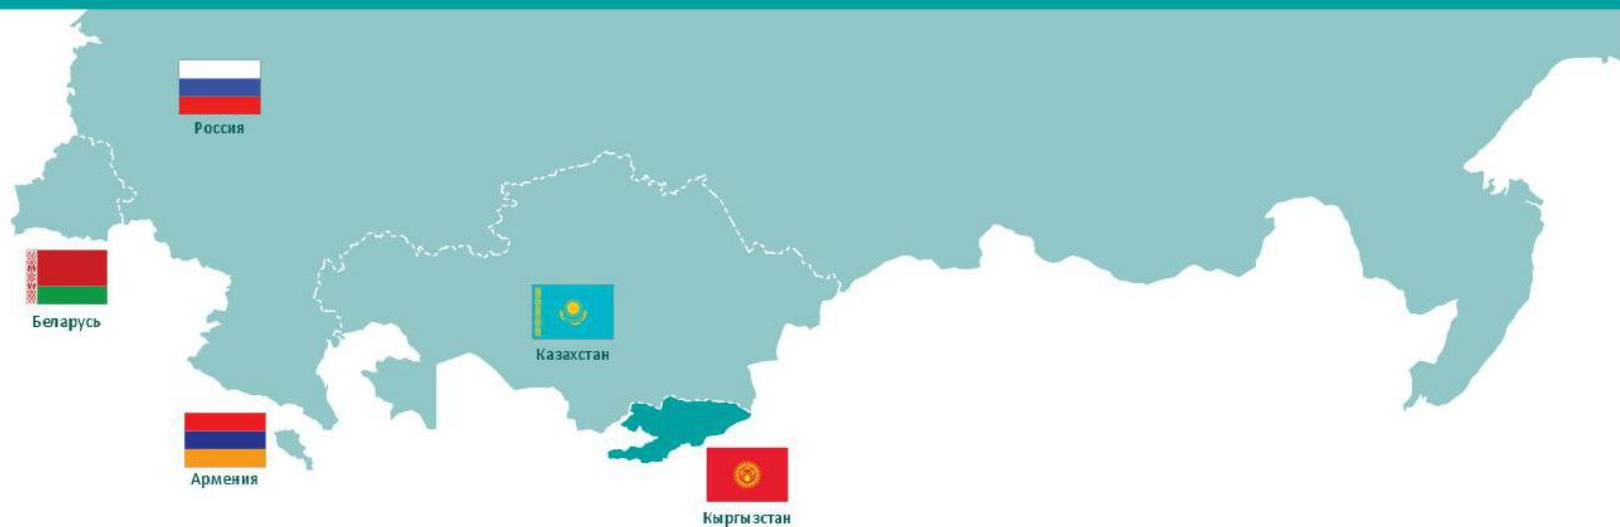 Россия
Беларусь
Казахстан
Армения
Кыргызстан